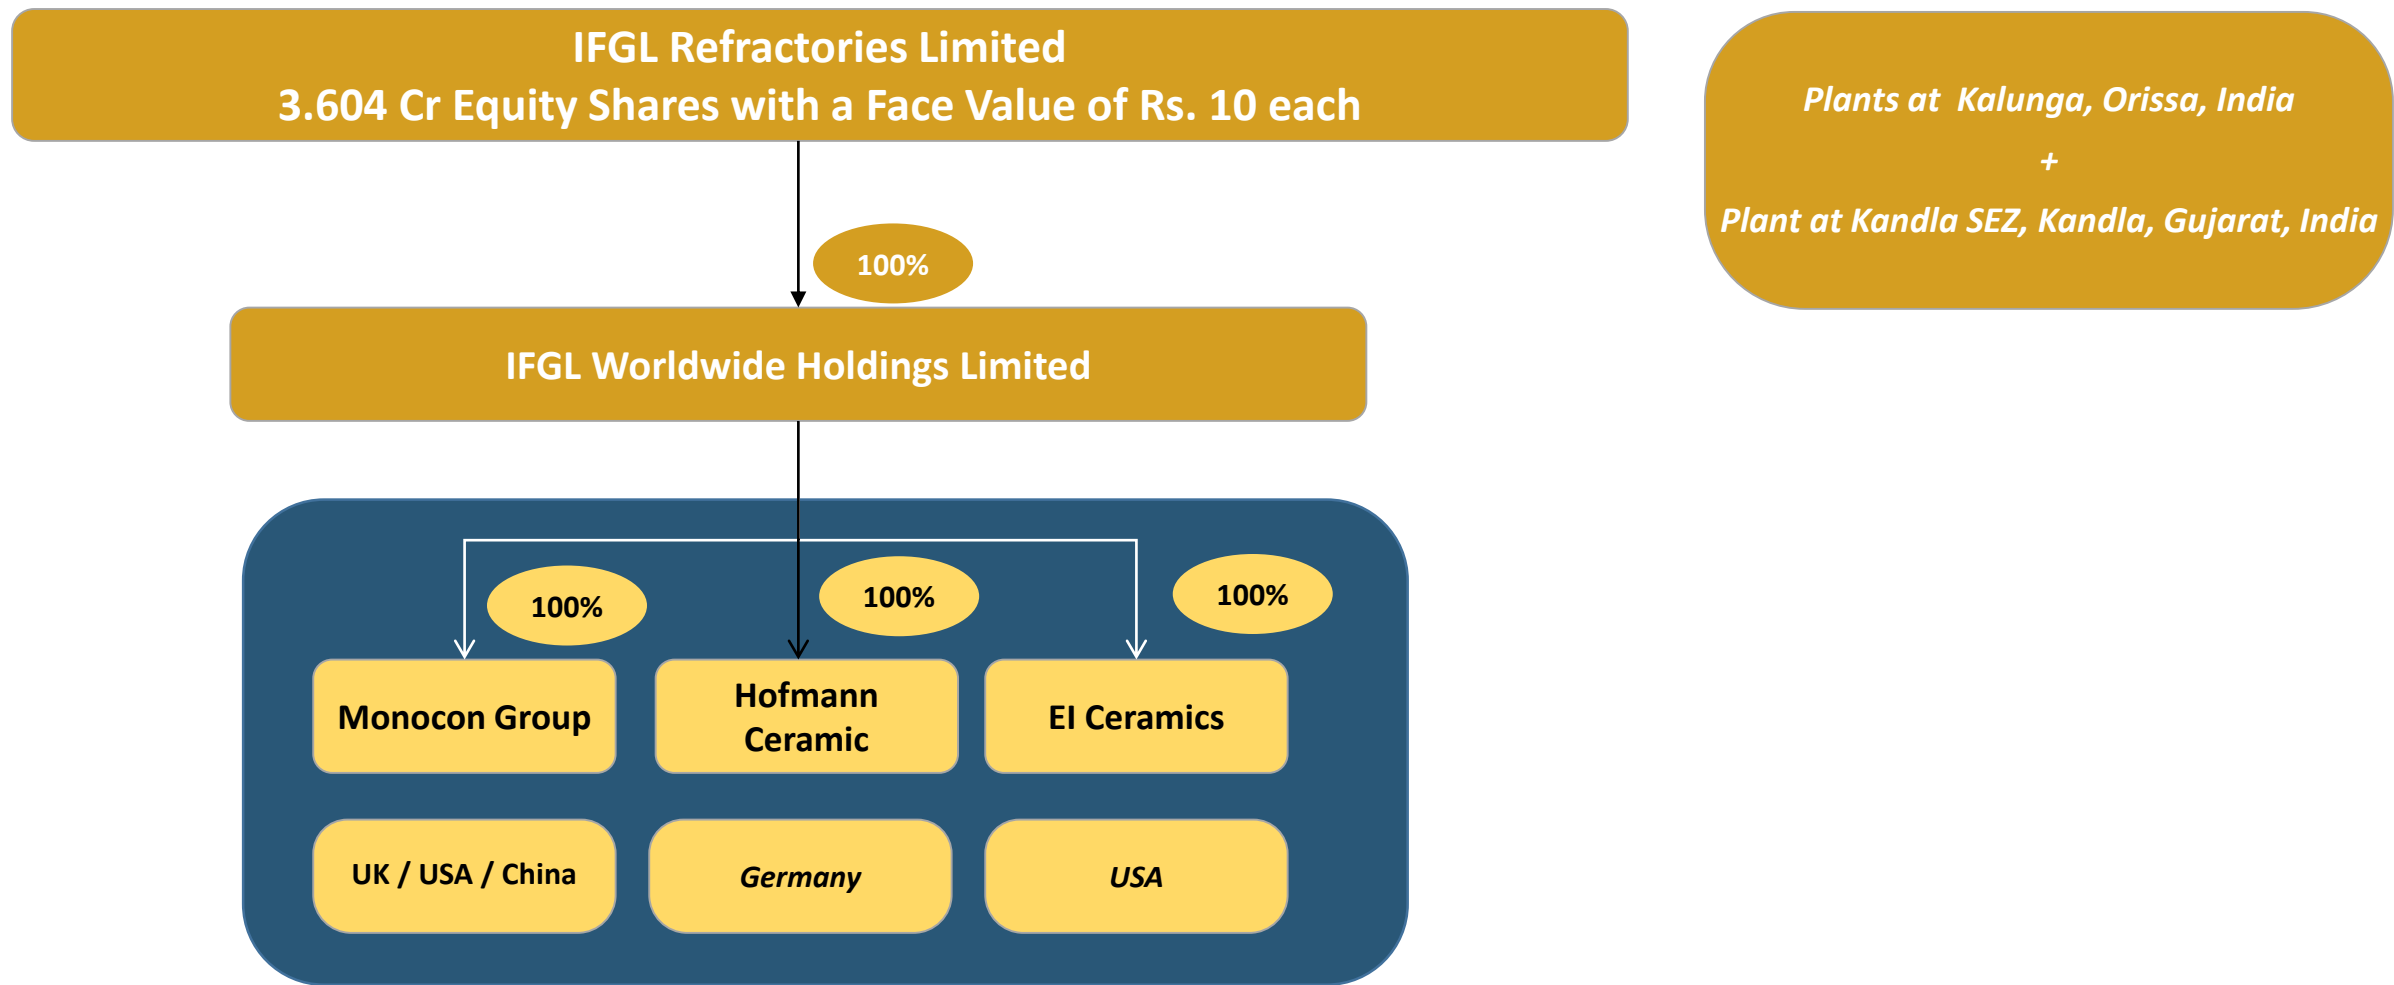 IFGL Refractories Limited
3.604 Cr Equity Shares with a Face Value of Rs. 10 each
Plants at Kalunga, Orissa, India
+
Plant at Kandla SEZ, Kandla, Gujarat, India
100%
IFGL Worldwide Holdings Limited
100%
100%
100%
Monocon Group
Hofmann
Ceramic
EI Ceramics
UK / USA / China
Germany
USA